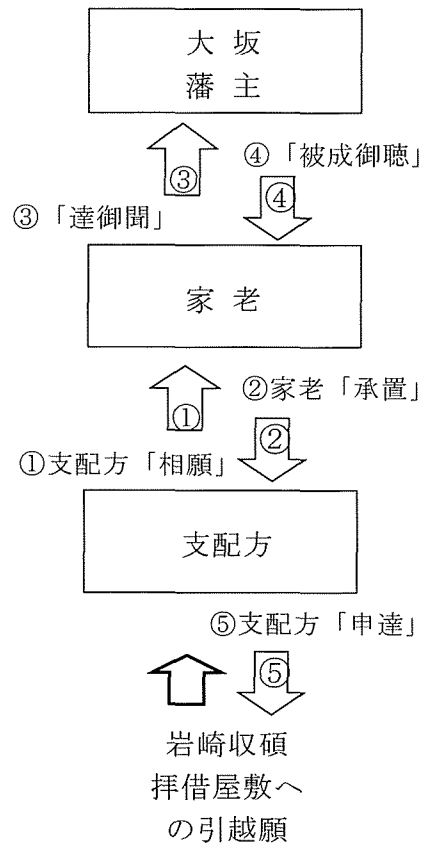 大坂
藩主
④「被成御聴」
③
④
③「達御聞」
家老
②家老「承置」
①
②
①支配方「相願」
支配方
⑤支配方「申達」
⑤
岩崎収碩
拝借屋敷へ
の引越願